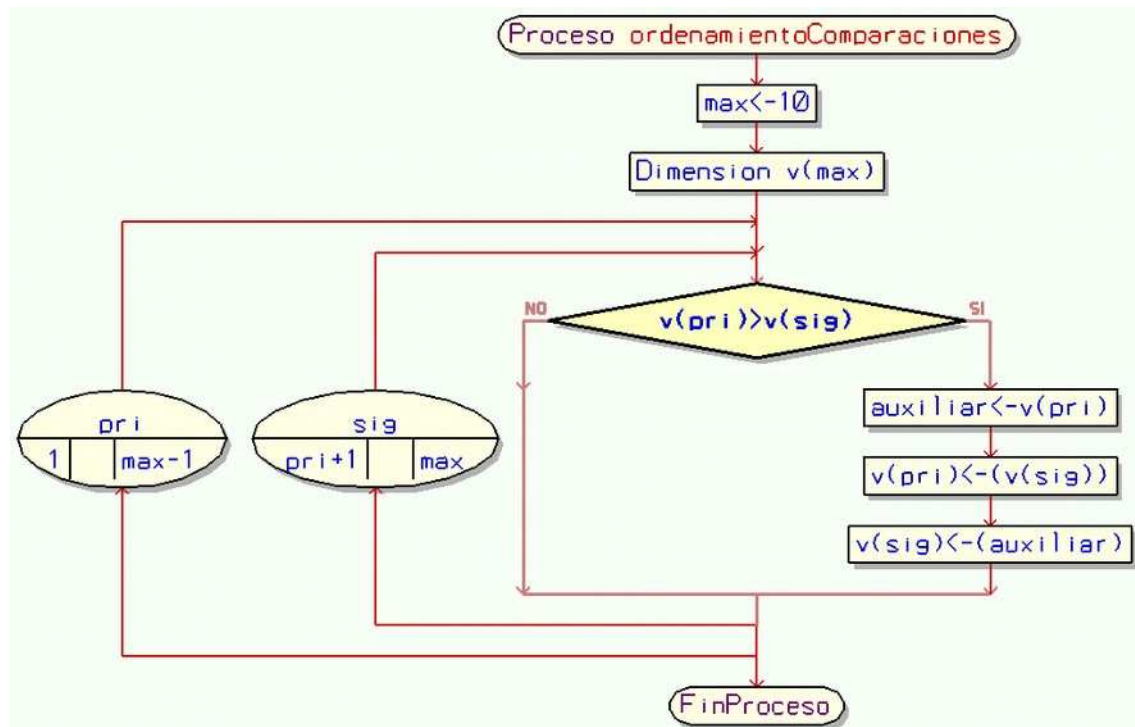 Proceso ordenamientoComparaciones
max<-10
Dimension v(max)
NO
v(pri)>v(sig)
SI
pri
1
max-1
sig
pri+1
max
auxiliar<-v(pri)
v(pri)<-(v(sig))
v(sig)<-(auxiliar)
FinProceso